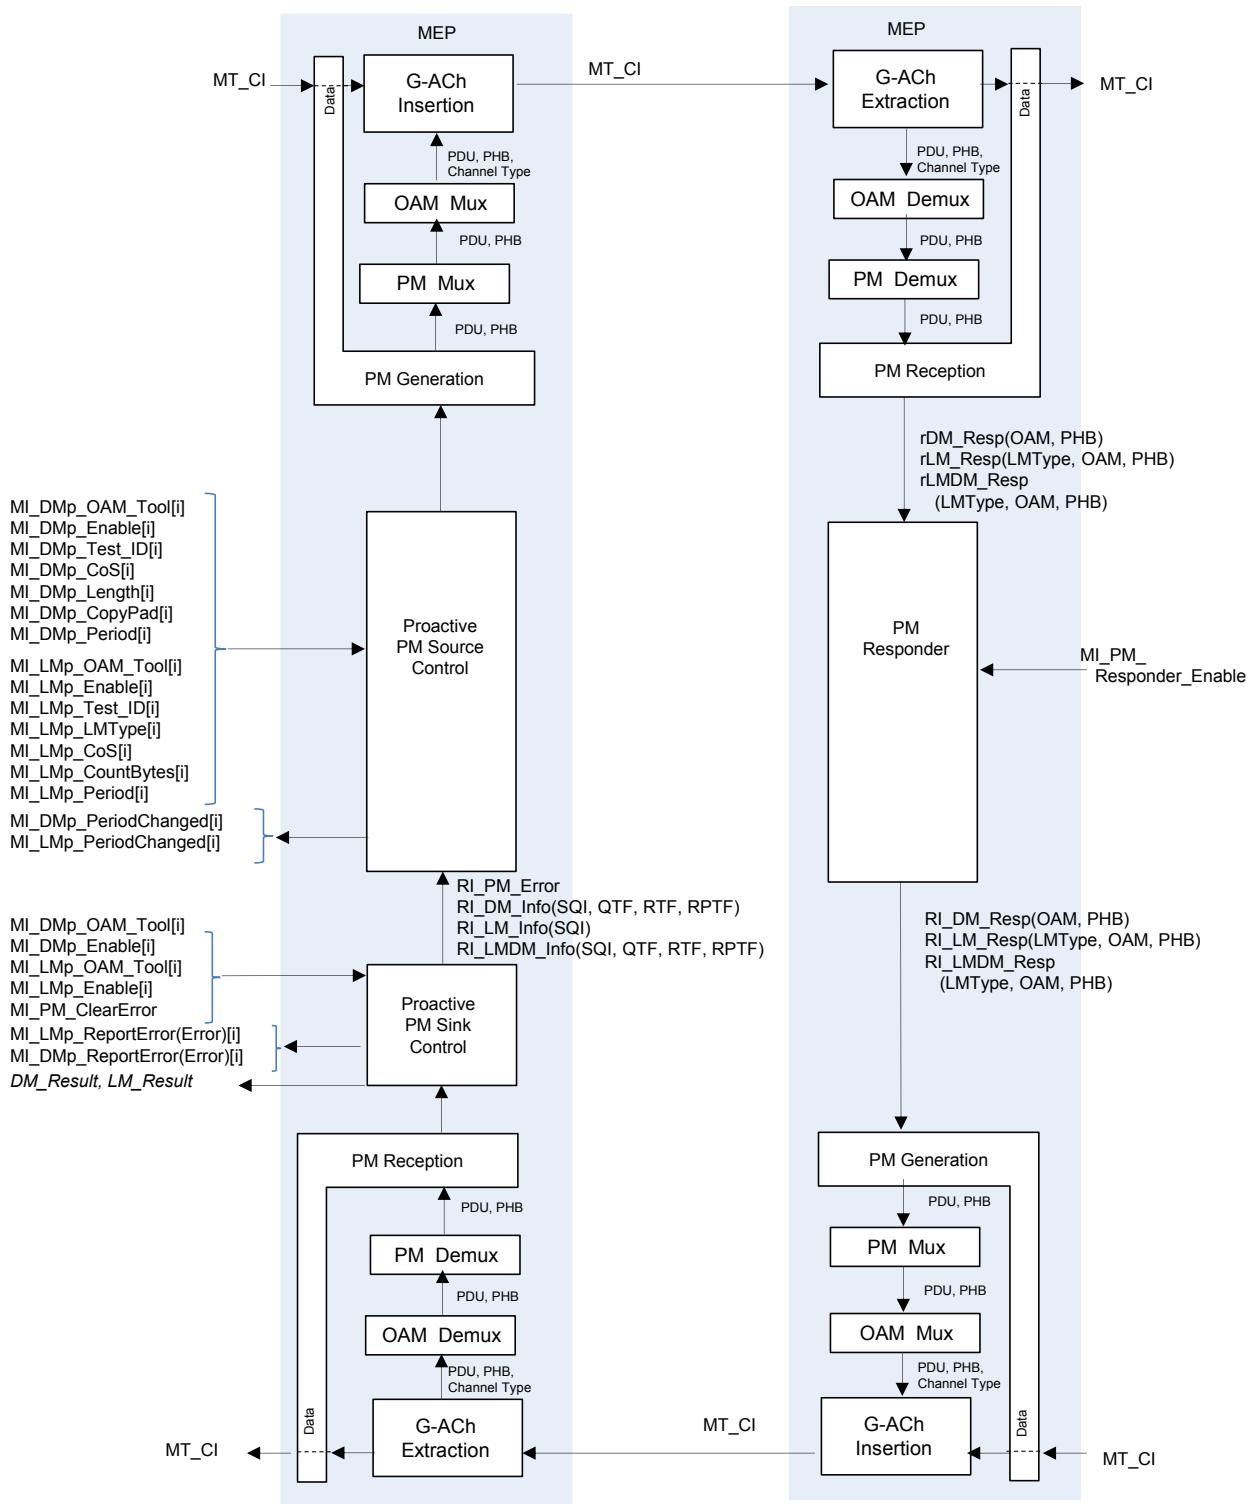 MEP
MT_CI
Data
G-ACh
Insertion
PDU, PHB,
Channel Type
OAM Mux
PDU, PHB
PM Mux
PDU, PHB
PM Generation
MT_CI
MEP
G-ACh
Extraction
Data
MT_CI
PDU, PHB,
Channel Type
OAM Demux
PDU, PHB
PM Demux
PDU, PHB
PM Reception
rDM_Resp(OAM, PHB)
rLM_Resp(LMType, OAM, PHB)
rLMDM_Resp
(LMType, OAM, PHB)
MI_DMp_OAM_Tool[i]
MI_DMp_Enable[i]
MI_DMp_Test_ID[i]
MI_DMp_CoS[i]
MI_DMp_Length[i]
MI_DMp_CopyPad[i]
MI_DMp_Period[i]
MI_LMp_OAM_Tool[i]
MI_LMp_Enable[i]
MI_LMp_Test_ID[i]
MI_LMp_LMType[i]
MI_LMp_CoS[i]
MI_LMp_CountBytes[i]
MI_LMp_Period[i]
MI_DMp_PeriodChanged[i]
MI_LMp_PeriodChanged[i]
Proactive
PM Source
Control
PM
Responder
MI_PM_
Responder_Enable
RI_PM_Error
RI_DM_Info(SQI, QTF, RTF, RPTF)
RI_LM_Info(SQI)
RI_LMDM_Info(SQI, QTF, RTF, RPTF)
RI_DM_Resp(OAM, PHB)
RI_LM_Resp(LMType, OAM, PHB)
RI_LMDM_Resp
(LMType, OAM, PHB)
MI_DMp_OAM_Tool[i]
MI_DMp_Enable[i]
MI_LMp_OAM_Tool[i]
MI_LMp_Enable[i]
MI_PM_ClearError
MI_LMp_ReportError(Error)[i]
MI_DMp_ReportError(Error)[i]
DM_Result, LM_Result
Proactive
PM Sink
Control
PM Reception
PDU, PHB
PM Demux
PDU, PHB
OAM Demux
PDU, PHB,
Channel Type
G-ACh
Extraction
Data
MT_CI
MT_CI
PM Generation
PDU, PHB
PM Mux
PDU, PHB
OAM Mux
PDU, PHB,
Channel Type
G-ACh
Insertion
Data
MT_CI